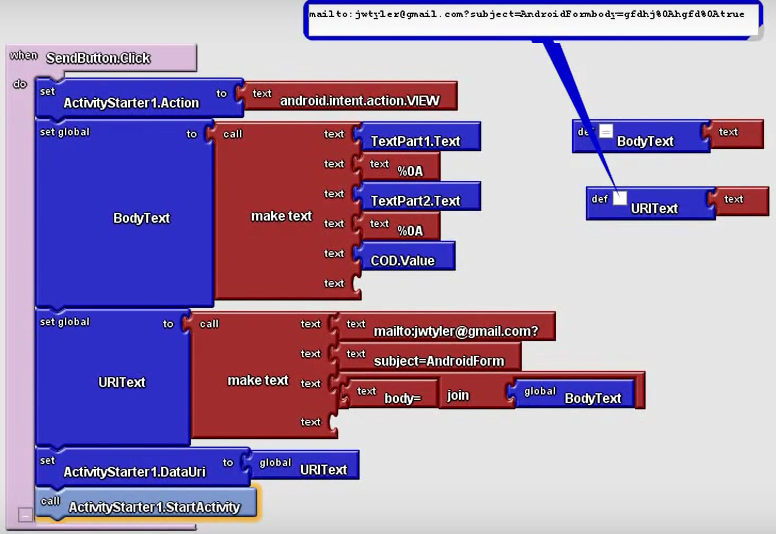 mailto:jwtyler@gmail.com?subject=AndroidFormbody=gfdhj%0Ahgfd%0Atrue
when SendButton.Click
do
set ActivityStarter1.Action to text android.intent.action.VIEW
set global BodyText to call make text
text TextPart1.Text
text text %0A
text TextPart2.Text
text text %0A
text COD.Value
text
def BodyText text
def URIText text
set global URIText to call make text
text text mailto:jwtyler@gmail.com?
text text subject=AndroidForm
text text body= join global BodyText
text
set ActivityStarter1.DataUri to global URIText
call ActivityStarter1.StartActivity